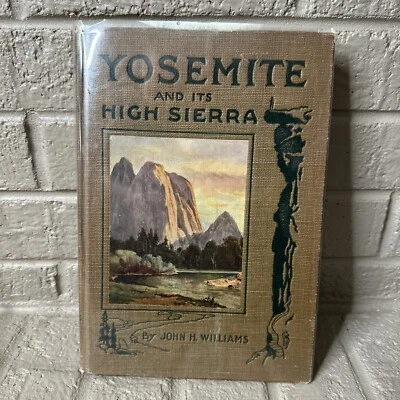 YOSEMITE
AND ITS
HIGH SIERRA
By JOHN H. WILLIAMS